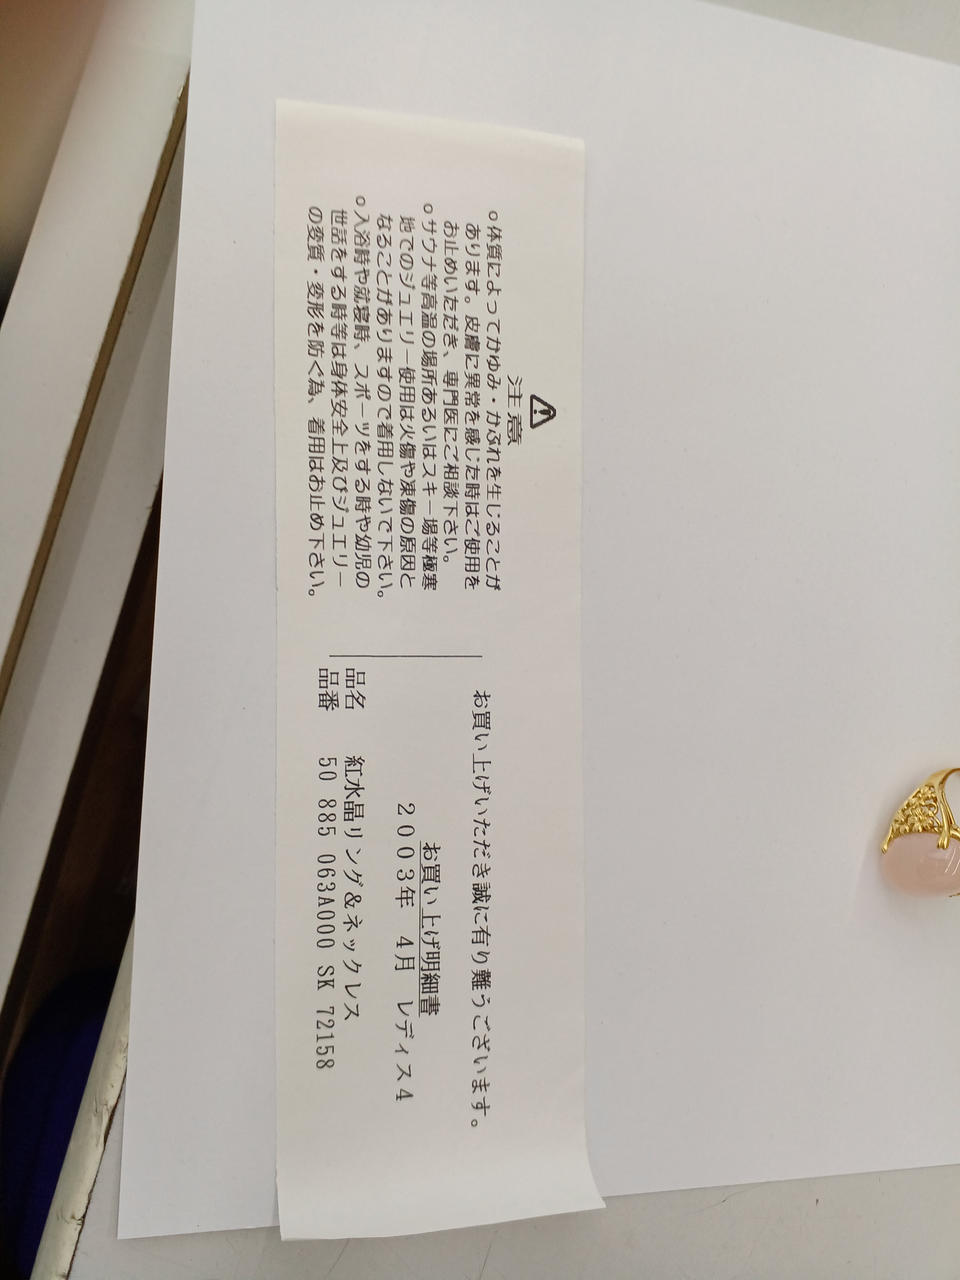 ⚠
注意
○体質によってかゆみ・かぶれを生じることが
あります。皮膚に異常を感じた時はご使用を
お止めいただき、専門医にご相談下さい。
○サウナ等高温の場所あるいはスキー場等極寒
地でのジュエリー使用は火傷や凍傷の原因と
なることがありますので着用しないで下さい。
○入浴時や就寝時、スポーツをする時や幼児の
世話をする時等は身体安全上及びジュエリー
の変質・変形を防ぐ為、着用はお止め下さい。
お買い上げいただき誠に有り難うございます。
お買い上げ明細書
2003年 4月 レディス4
品名 紅水晶リング&ネックレス
品番 50 885 063A000 SK 72158